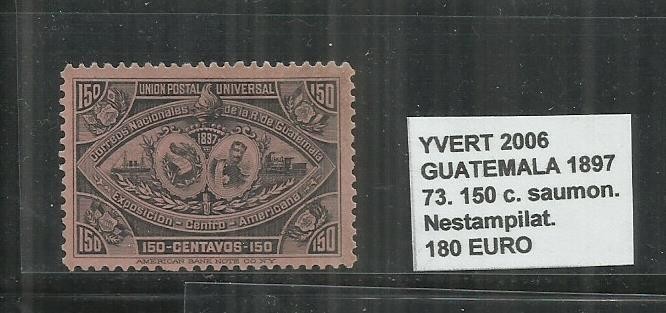 150 UNION POSTAL UNIVERSAL 150
Correos Nacionales de la R. de Guatemala
1897
Exposicion - Centro - Americana
150 150-CENTAVOS-150 150
AMERICAN BANK NOTE CO. N.Y.
YVERT 2006
GUATEMALA 1897
73. 150 c. saumon.
Nestampilat.
180 EURO